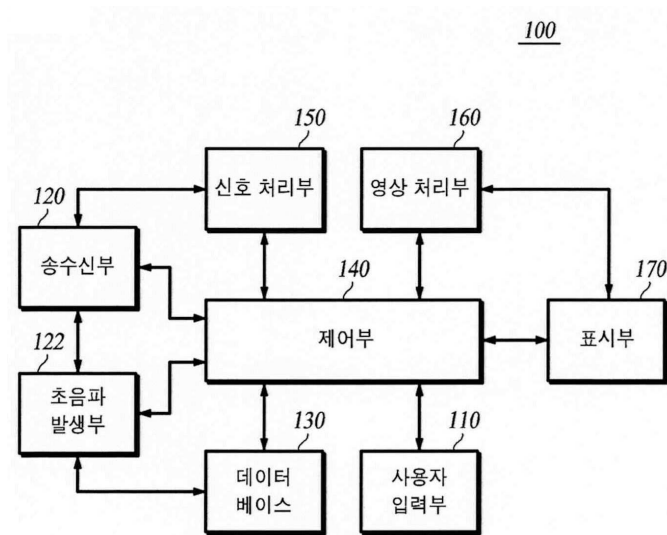 100
150
신호 처리부
160
영상 처리부
120
송수신부
140
제어부
170
표시부
122
초음파
발생부
130
데이터
베이스
110
사용자
입력부